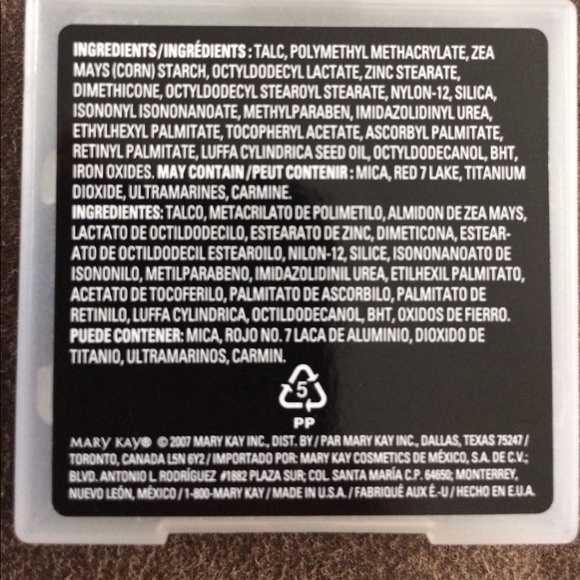 INGREDIENTS/INGRÉDIENTS : TALC, POLYMETHYL METHACRYLATE, ZEA
MAYS (CORN) STARCH, OCTYLDODECYL LACTATE, ZINC STEARATE,
DIMETHICONE, OCTYLDODECYL STEAROYL STEARATE, NYLON-12, SILICA,
ISONONYL ISONONANOATE, METHYLPARABEN, IMIDAZOLIDINYL UREA,
ETHYLHEXYL PALMITATE, TOCOPHERYL ACETATE, ASCORBYL PALMITATE,
RETINYL PALMITATE, LUFFA CYLINDRICA SEED OIL, OCTYLDODECANOL, BHT,
IRON OXIDES. MAY CONTAIN/PEUT CONTENIR : MICA, RED 7 LAKE, TITANIUM
DIOXIDE, ULTRAMARINES, CARMINE.
INGREDIENTES: TALCO, METACRILATO DE POLIMETILO, ALMIDON DE ZEA MAYS,
LACTATO DE OCTILDODECILO, ESTEARATO DE ZINC, DIMETICONA, ESTEAR-
ATO DE OCTILDODECIL ESTEAROILO, NILON-12, SILICE, ISONONANOATO DE
ISONONILO, METILPARABENO, IMIDAZOLIDINIL UREA, ETILHEXIL PALMITATO,
ACETATO DE TOCOFERILO, PALMITATO DE ASCORBILO, PALMITATO DE
RETINILO, LUFFA CYLINDRICA, OCTILDODECANOL, BHT, OXIDOS DE FIERRO.
PUEDE CONTENER: MICA, ROJO NO. 7 LACA DE ALUMINIO, DIOXIDO DE
TITANIO, ULTRAMARINOS, CARMIN.
5
PP
MARY KAY® © 2007 MARY KAY INC., DIST. BY / PAR MARY KAY INC., DALLAS, TEXAS 75247 /
TORONTO, CANADA L5N 6Y2 / IMPORTADO POR: MARY KAY COSMETICS DE MÉXICO, S.A. DE C.V.;
BLVD. ANTONIO L. RODRÍGUEZ #1882 PLAZA SUR; COL. SANTA MARÍA C.P. 64650; MONTERREY,
NUEVO LEÓN, MÉXICO / 1-800-MARY KAY / MADE IN U.S.A. / FABRIQUÉ AUX É.-U / HECHO EN E.U.A.